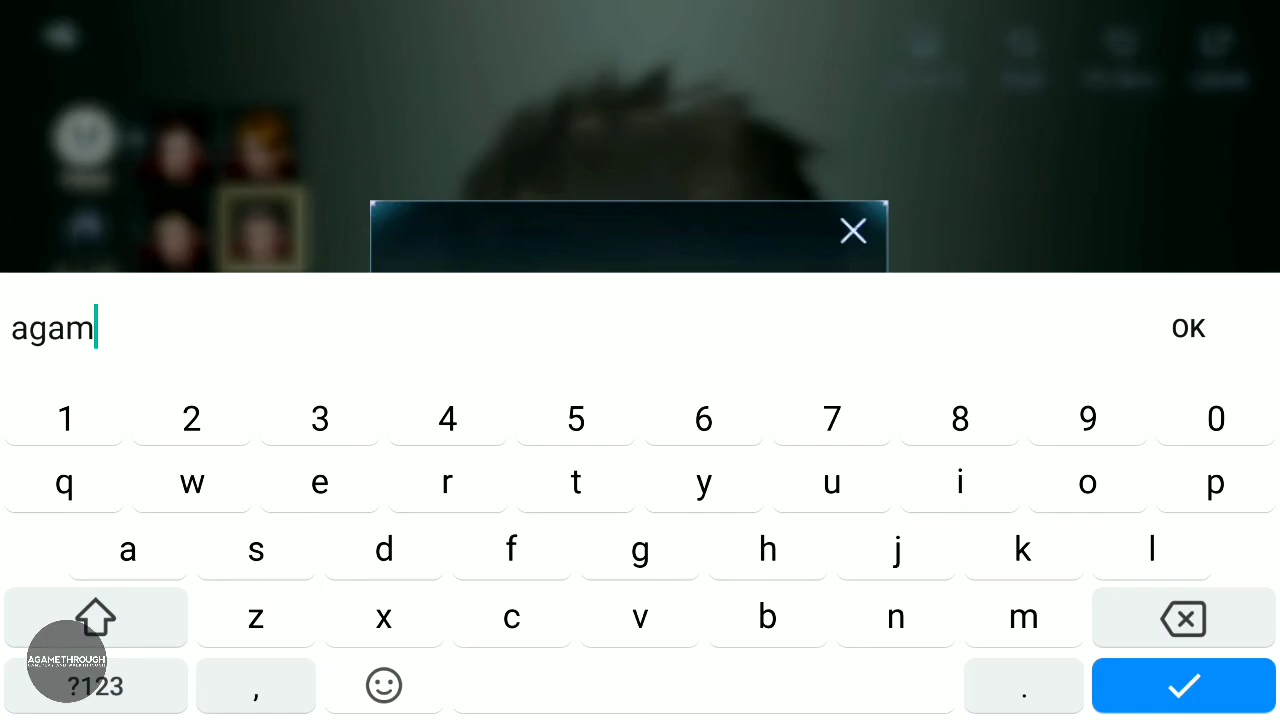 agam
OK
1 2 3 4 5 6 7 8 9 0
q w e r t y u i o p
a s d f g h j k l
z x c v b n m
AGAMETHROUGH
?123 , .